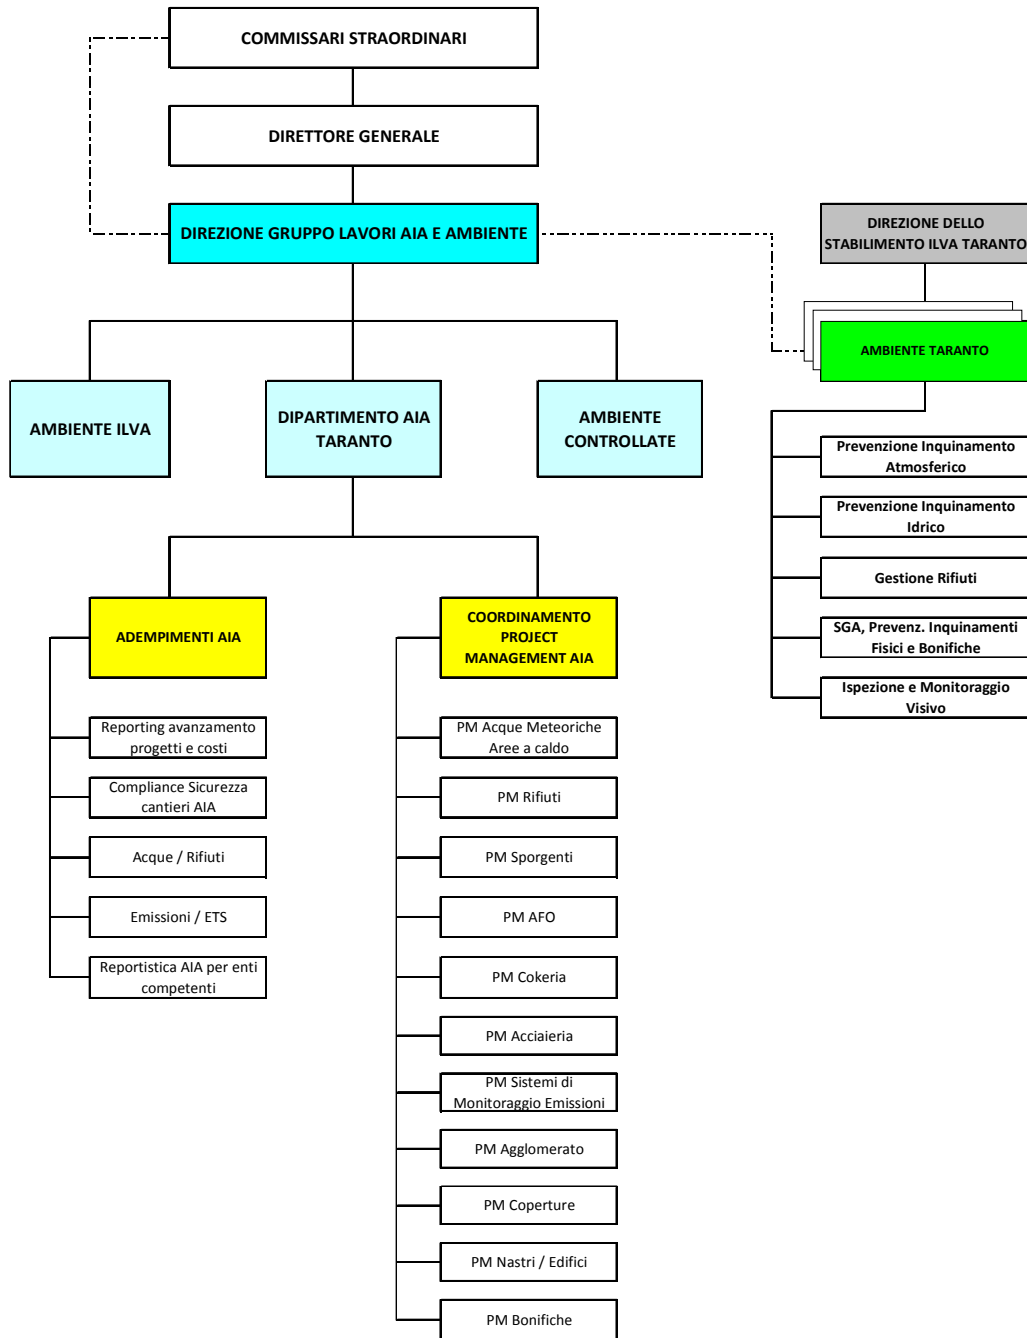 COMMISSARI STRAORDINARI
DIRETTORE GENERALE
DIREZIONE GRUPPO LAVORI AIA E AMBIENTE
DIREZIONE DELLO
STABILIMENTO ILVA TARANTO
AMBIENTE TARANTO
AMBIENTE ILVA
DIPARTIMENTO AIA
TARANTO
AMBIENTE
CONTROLLATE
Prevenzione Inquinamento
Atmosferico
Prevenzione Inquinamento
Idrico
Gestione Rifiuti
SGA, Prevenz. Inquinamenti
Fisici e Bonifiche
Ispezione e Monitoraggio
Visivo
ADEMPIMENTI AIA
Reporting avanzamento
progetti e costi
Compliance Sicurezza
cantieri AIA
Acque / Rifiuti
Emissioni / ETS
Reportistica AIA per enti
competenti
COORDINAMENTO
PROJECT
MANAGEMENT AIA
PM Acque Meteoriche
Aree a caldo
PM Rifiuti
PM Sporgenti
PM AFO
PM Cokeria
PM Acciaieria
PM Sistemi di
Monitoraggio Emissioni
PM Agglomerato
PM Coperture
PM Nastri / Edifici
PM Bonifiche